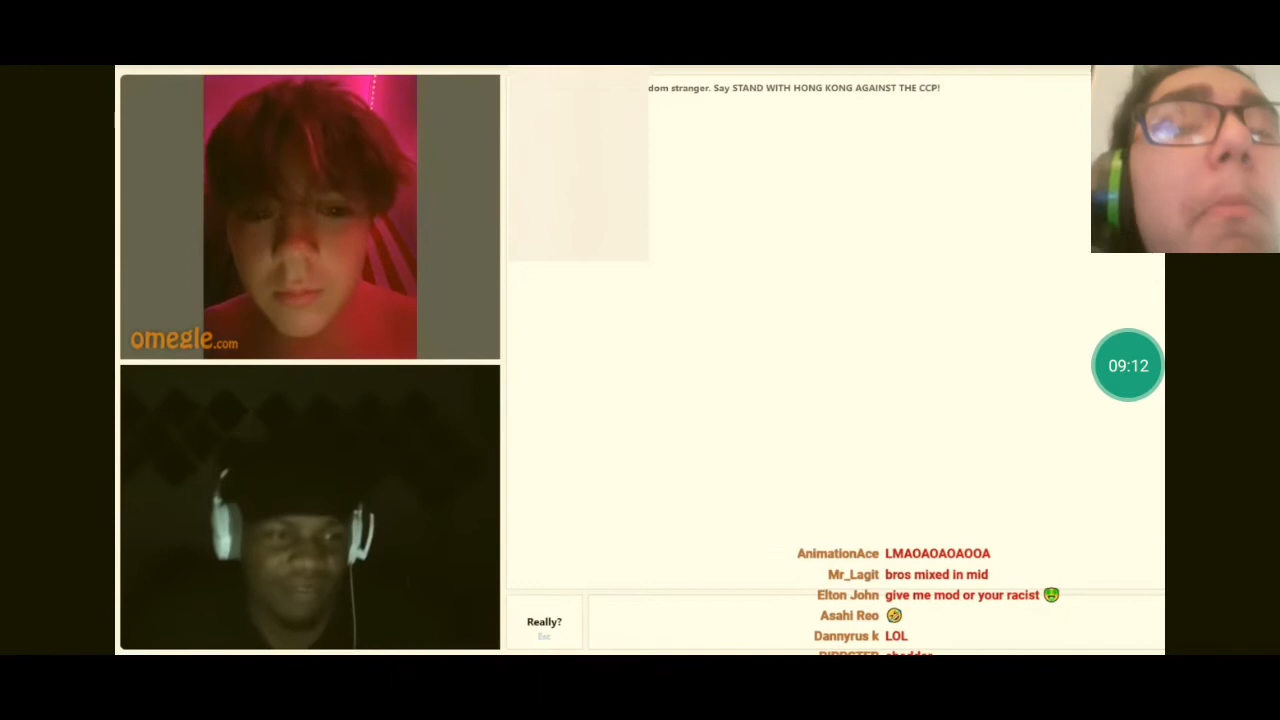 dom stranger. Say STAND WITH HONG KONG AGAINST THE CCP!
omegle.com
09:12
AnimationAce LMAOAOAOAOOA
Mr_Lagit bros mixed in mid
Elton John give me mod or your racist 🤮
Asahi Reo 🤣
Dannyrus k LOL
Really?
Esc